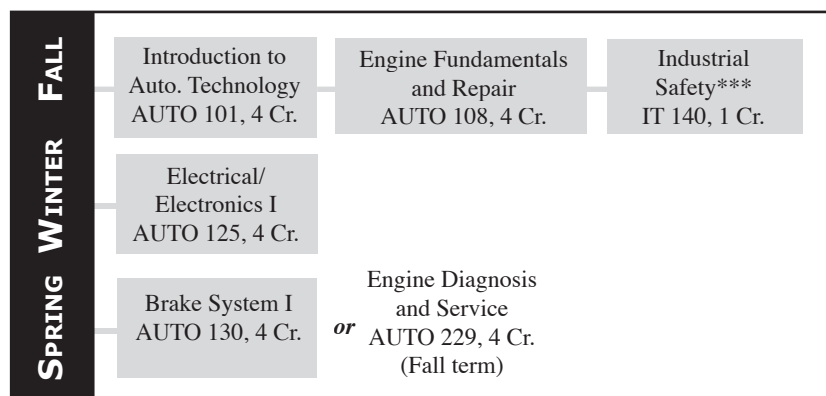 FALL
Introduction to
Auto. Technology
AUTO 101, 4 Cr.
Engine Fundamentals
and Repair
AUTO 108, 4 Cr.
Industrial
Safety***
IT 140, 1 Cr.
WINTER
Electrical/
Electronics I
AUTO 125, 4 Cr.
SPRING
Brake System I
AUTO 130, 4 Cr.
or
Engine Diagnosis
and Service
AUTO 229, 4 Cr.
(Fall term)